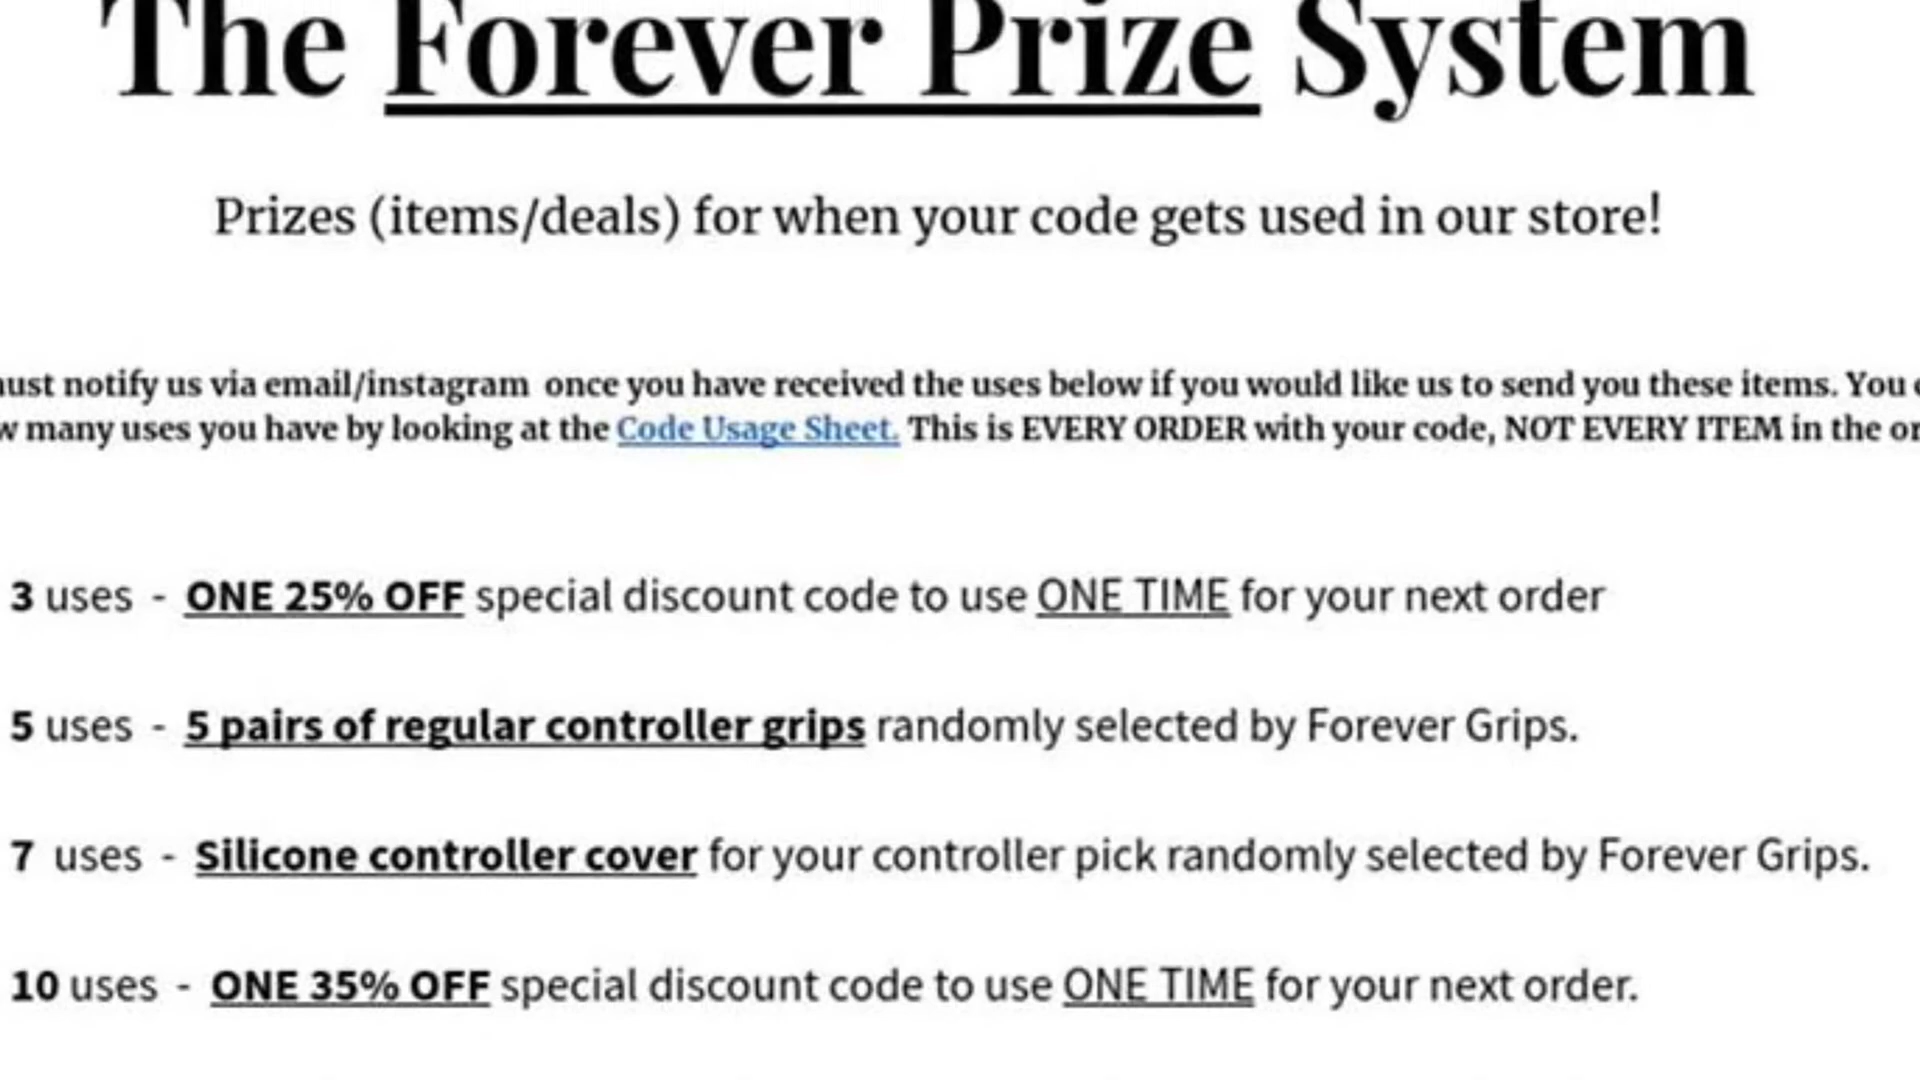 The Forever Prize System
Prizes (items/deals) for when your code gets used in our store!
notify us via email/instagram once you have received the uses below if you would like us to send you these items. You
many uses you have by looking at the Code Usage Sheet. This is EVERY ORDER with your code, NOT EVERY ITEM in the
3 uses - ONE 25% OFF special discount code to use ONE TIME for your next order
5 uses - 5 pairs of regular controller grips randomly selected by Forever Grips.
7 uses - Silicone controller cover for your controller pick randomly selected by Forever Grips.
10 uses - ONE 35% OFF special discount code to use ONE TIME for your next order.